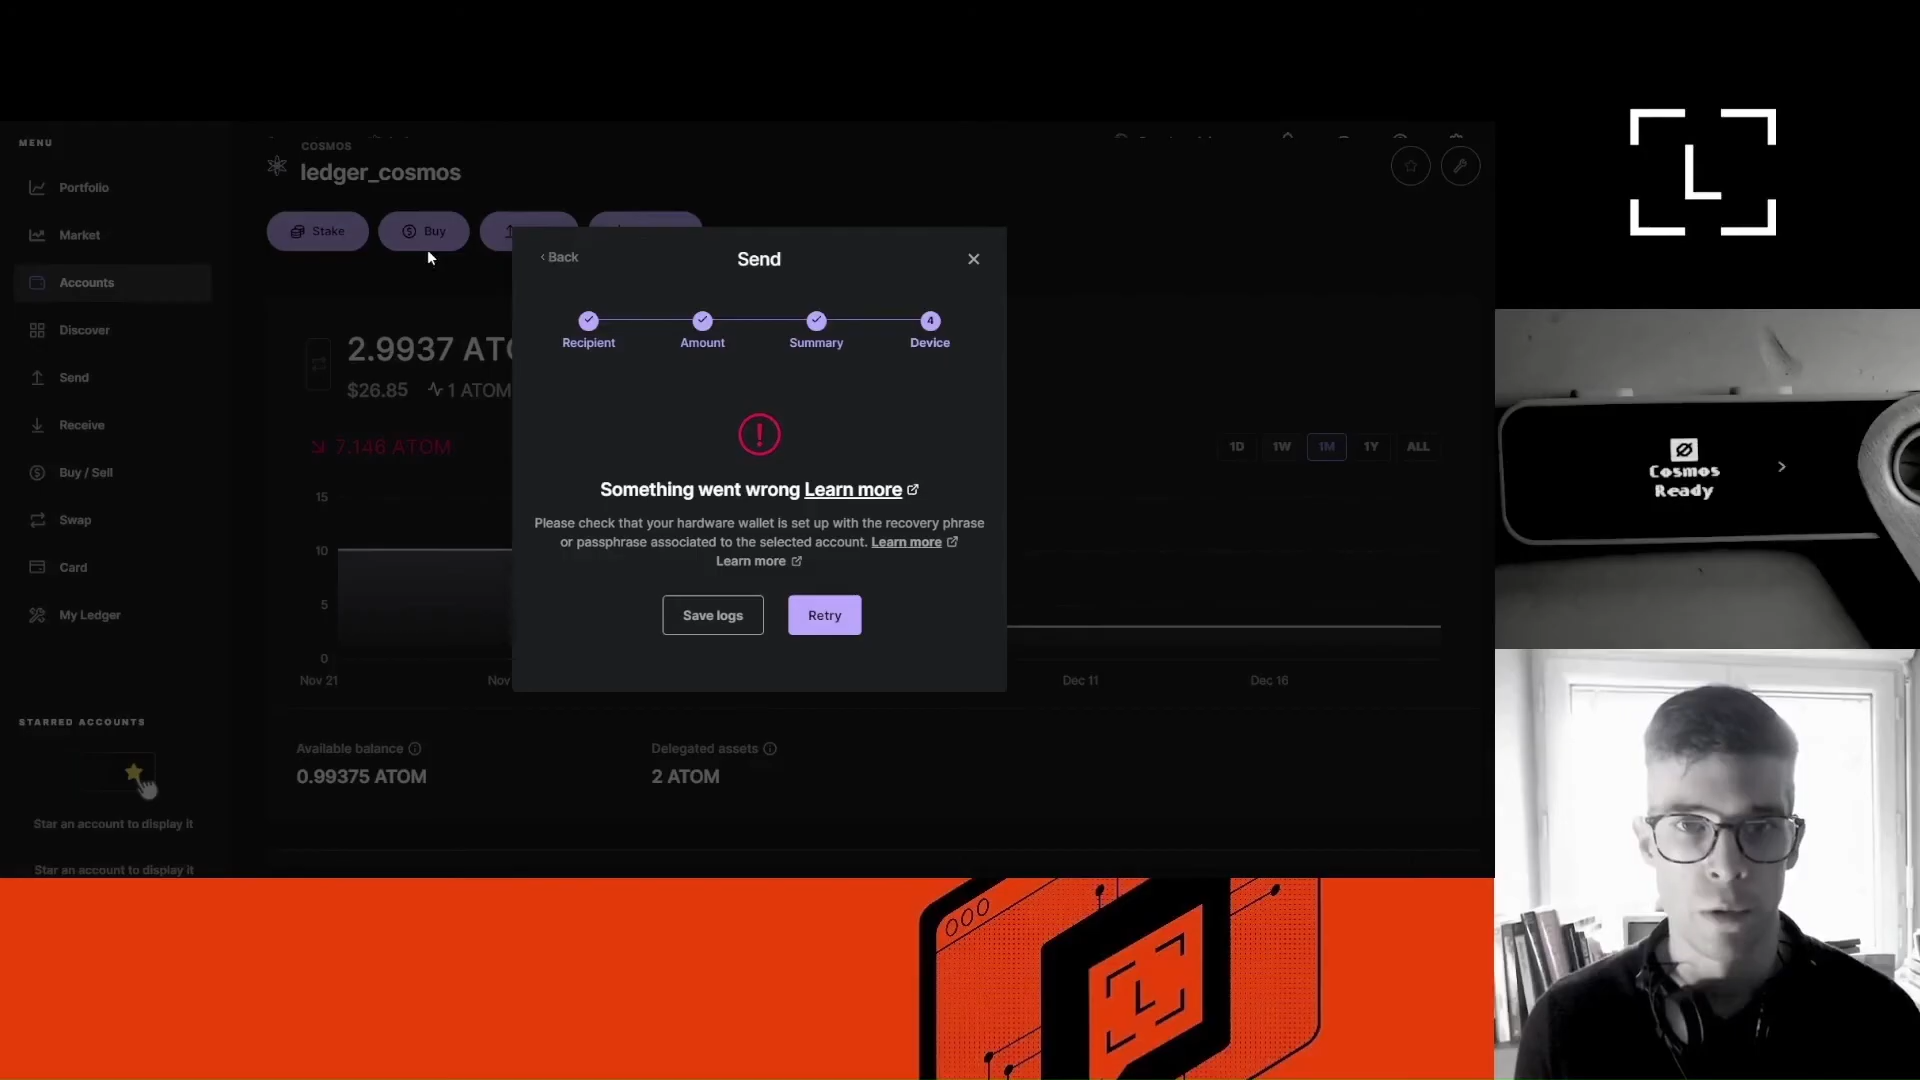 MENU
Portfolio
Market
Accounts
Discover
Send
Receive
Buy / Sell
Swap
Card
My Ledger
STARRED ACCOUNTS
Star an account to display it
Star an account to display it
COSMOS
ledger_cosmos
Stake
Buy
2.9937 ATO
$26.85
1 ATOM
7.146 ATOM
1D 1W 1M 1Y ALL
15
10
5
0
Nov 21
Nov
Dec 11
Dec 16
Available balance
0.99375 ATOM
Delegated assets
2 ATOM
‹ Back
Send
4
Recipient
Amount
Summary
Device
Something went wrong Learn more
Please check that your hardware wallet is set up with the recovery phrase
or passphrase associated to the selected account. Learn more
Learn more
Save logs
Retry
L
Cosmos
Ready
L